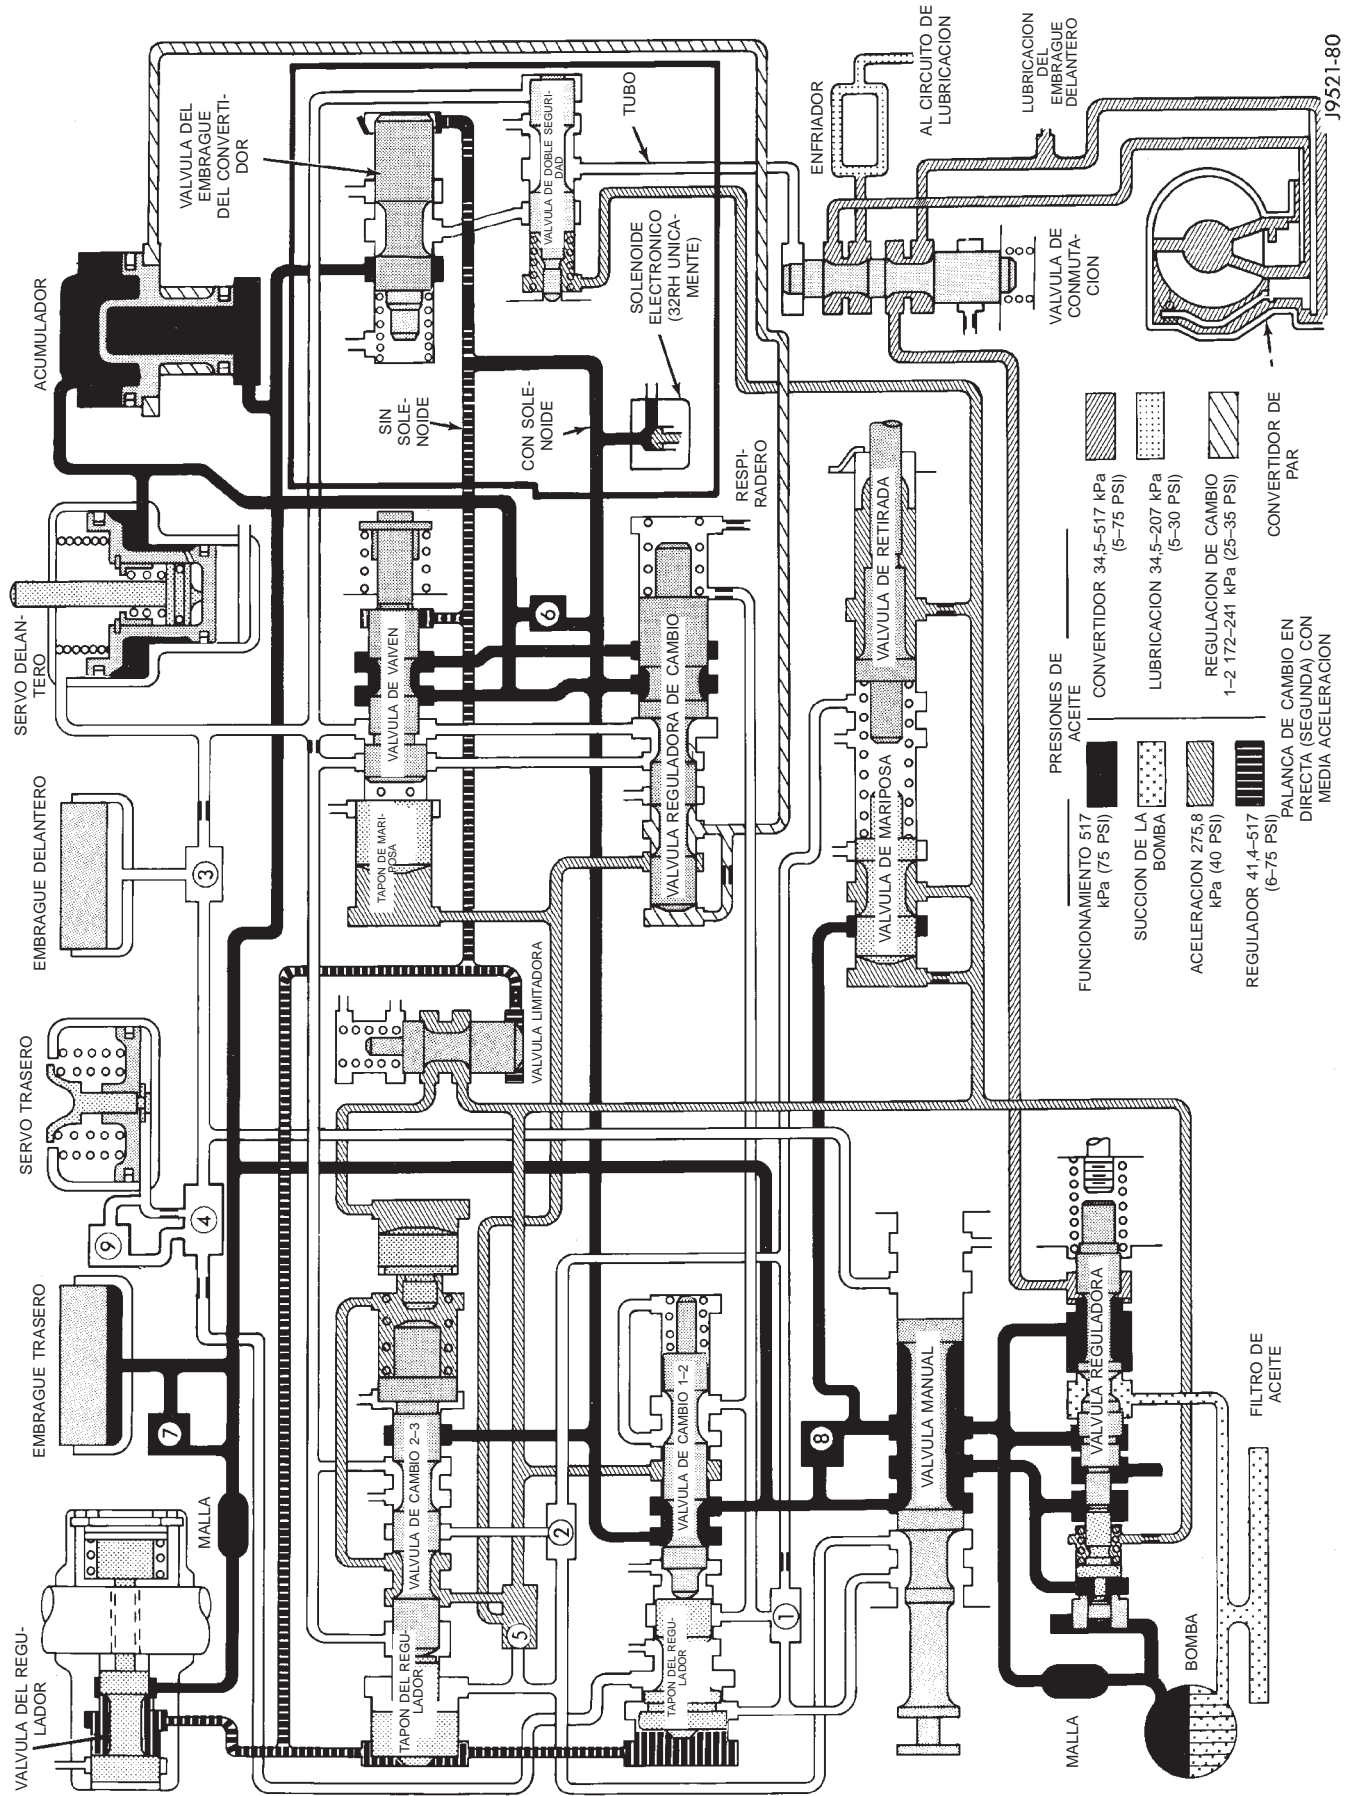 VALVULA DEL REGU-
LADOR
MALLA
EMBRAGUE TRASERO
7
9
4
SERVO TRASERO
EMBRAGUE DELANTERO
3
SERVO DELAN-
TERO
ACUMULADOR
VALVULA DEL
EMBRAGUE
DEL CONVERTI-
DOR
TAPON DEL REGU-
LADOR
VALVULA DE CAMBIO 2–3
5
2
VALVULA LIMITADORA
TAPON DE MARI-
POSA
VALVULA DE VAIVEN
SIN
SOLE-
NOIDE
CON SOLE-
NOIDE
6
VALVULA DE DOBLE SEGURI-
DAD
TUBO
SOLENOIDE
ELECTRONICO
(32RH UNICA-
MENTE)
TAPON DEL REGU-
LADOR
VALVULA DE CAMBIO 1–2
1
8
VALVULA REGULADORA DE CAMBIO
RESPI-
RADERO
VALVULA DE MARIPOSA
VALVULA DE RETIRADA
ENFRIADOR
AL CIRCUITO DE
LUBRICACION
LUBRICACION
DEL
EMBRAGUE
DELANTERO
VALVULA DE
CONMUTA-
CION
VALVULA MANUAL
VALVULA REGULADORA
MALLA
BOMBA
FILTRO DE
ACEITE
PRESIONES DE
ACEITE
FUNCIONAMIENTO 517
kPa (75 PSI)
SUCCION DE LA
BOMBA
ACELERACION 275,8
kPa (40 PSI)
REGULADOR 41,4–517
(6–75 PSI)
CONVERTIDOR 34,5–517 kPa
(5–75 PSI)
LUBRICACION 34,5–207 kPa
(5–30 PSI)
REGULACION DE CAMBIO
1–2 172–241 kPa (25–35 PSI)
PALANCA DE CAMBIO EN
DIRECTA (SEGUNDA) CON
MEDIA ACELERACION
CONVERTIDOR DE
PAR
J9521-80